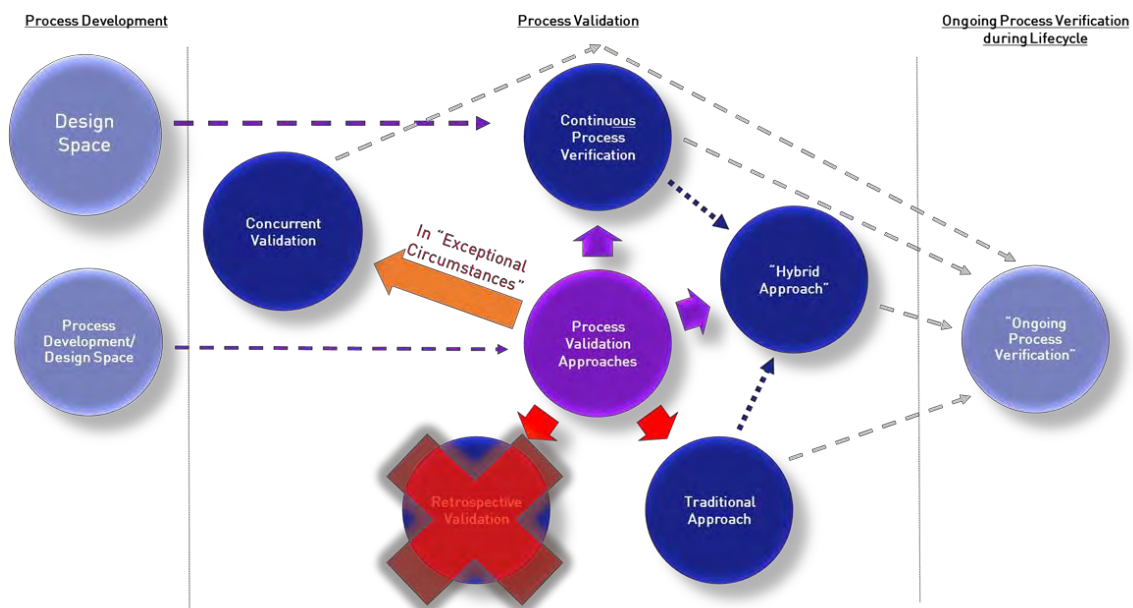 Process Development
Process Validation
Ongoing Process Verification
during Lifecycle
Design
Space
Continuous
Process
Verification
Concurrent
Validation
In "Exceptional
Circumstances"
"Hybrid
Approach"
Process
Development/
Design Space
Process
Validation
Approaches
"Ongoing
Process
Verification"
Retrospective
Validation
Traditional
Approach